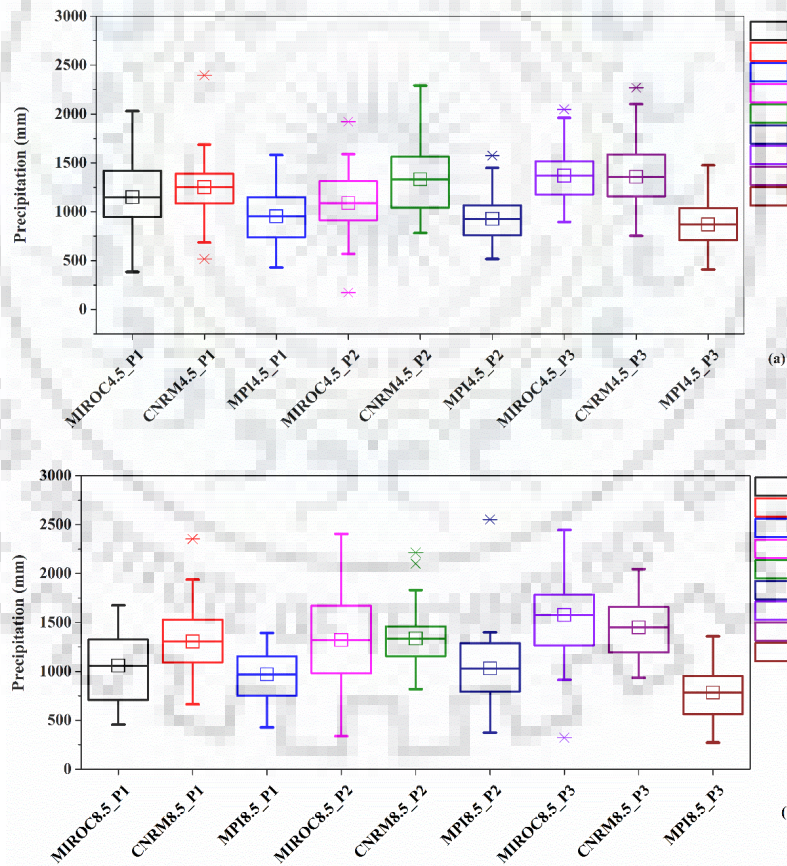 3000
2500
2000
1500
1000
500
0
Precipitation (mm)
MIROC4.5_P1
CNRM4.5_P1
MPI4.5_P1
MIROC4.5_P2
CNRM4.5_P2
MPI4.5_P2
MIROC4.5_P3
CNRM4.5_P3
MPI4.5_P3
(a)
3000
2500
2000
1500
1000
500
0
Precipitation (mm)
MIROC8.5_P1
CNRM8.5_P1
MPI8.5_P1
MIROC8.5_P2
CNRM8.5_P2
MPI8.5_P2
MIROC8.5_P3
CNRM8.5_P3
MPI8.5_P3
(